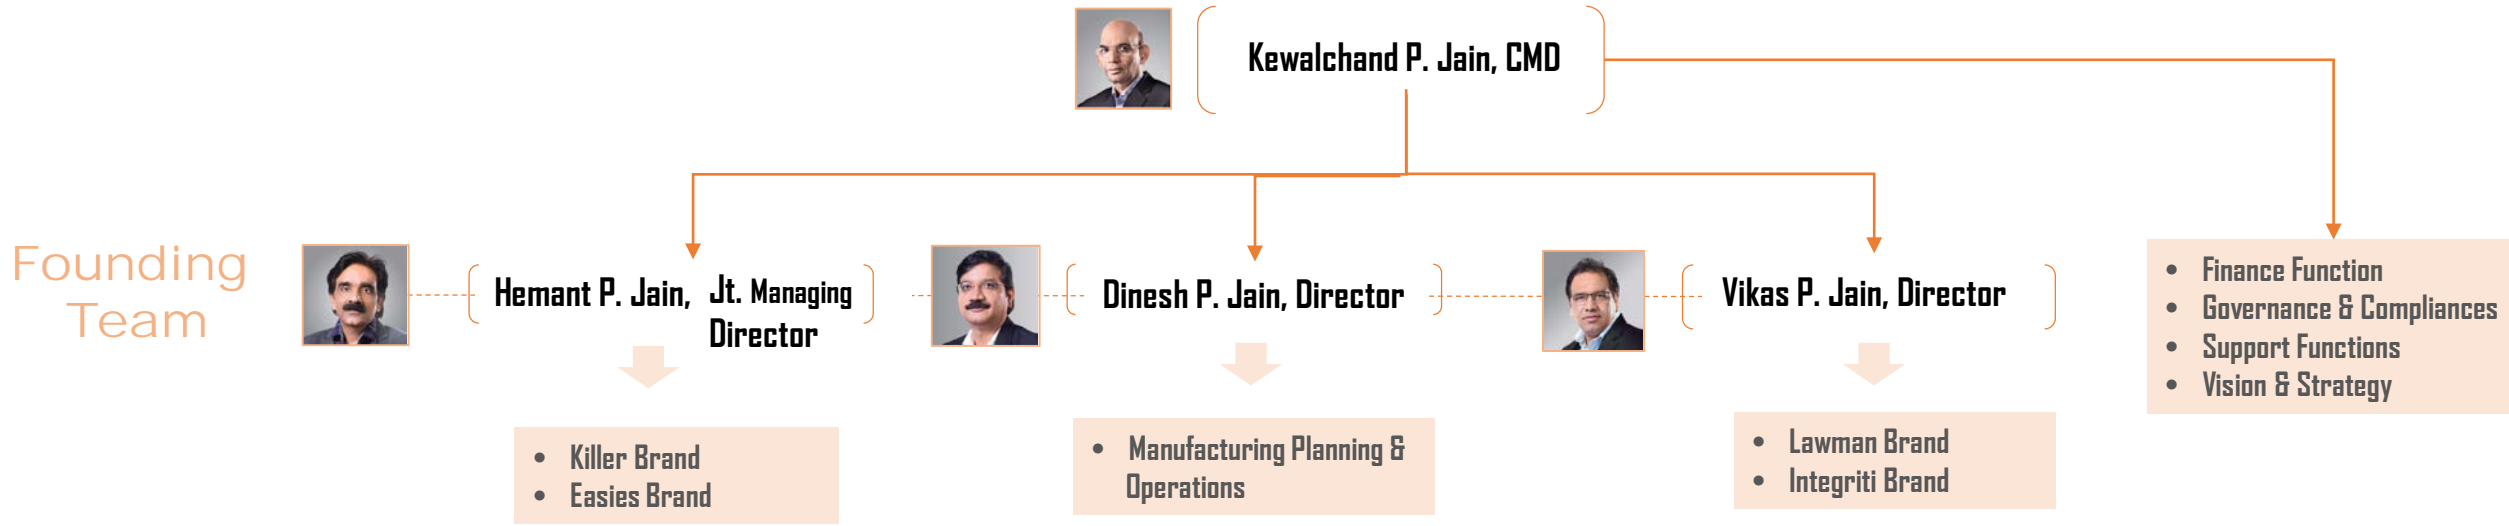 Kewalchand P. Jain, CMD
Founding
Team
Hemant P. Jain, Jt. Managing
Director
• Killer Brand
• Easies Brand
Dinesh P. Jain, Director
• Manufacturing Planning &
Operations
Vikas P. Jain, Director
• Lawman Brand
• Integriti Brand
• Finance Function
• Governance & Compliances
• Support Functions
• Vision & Strategy